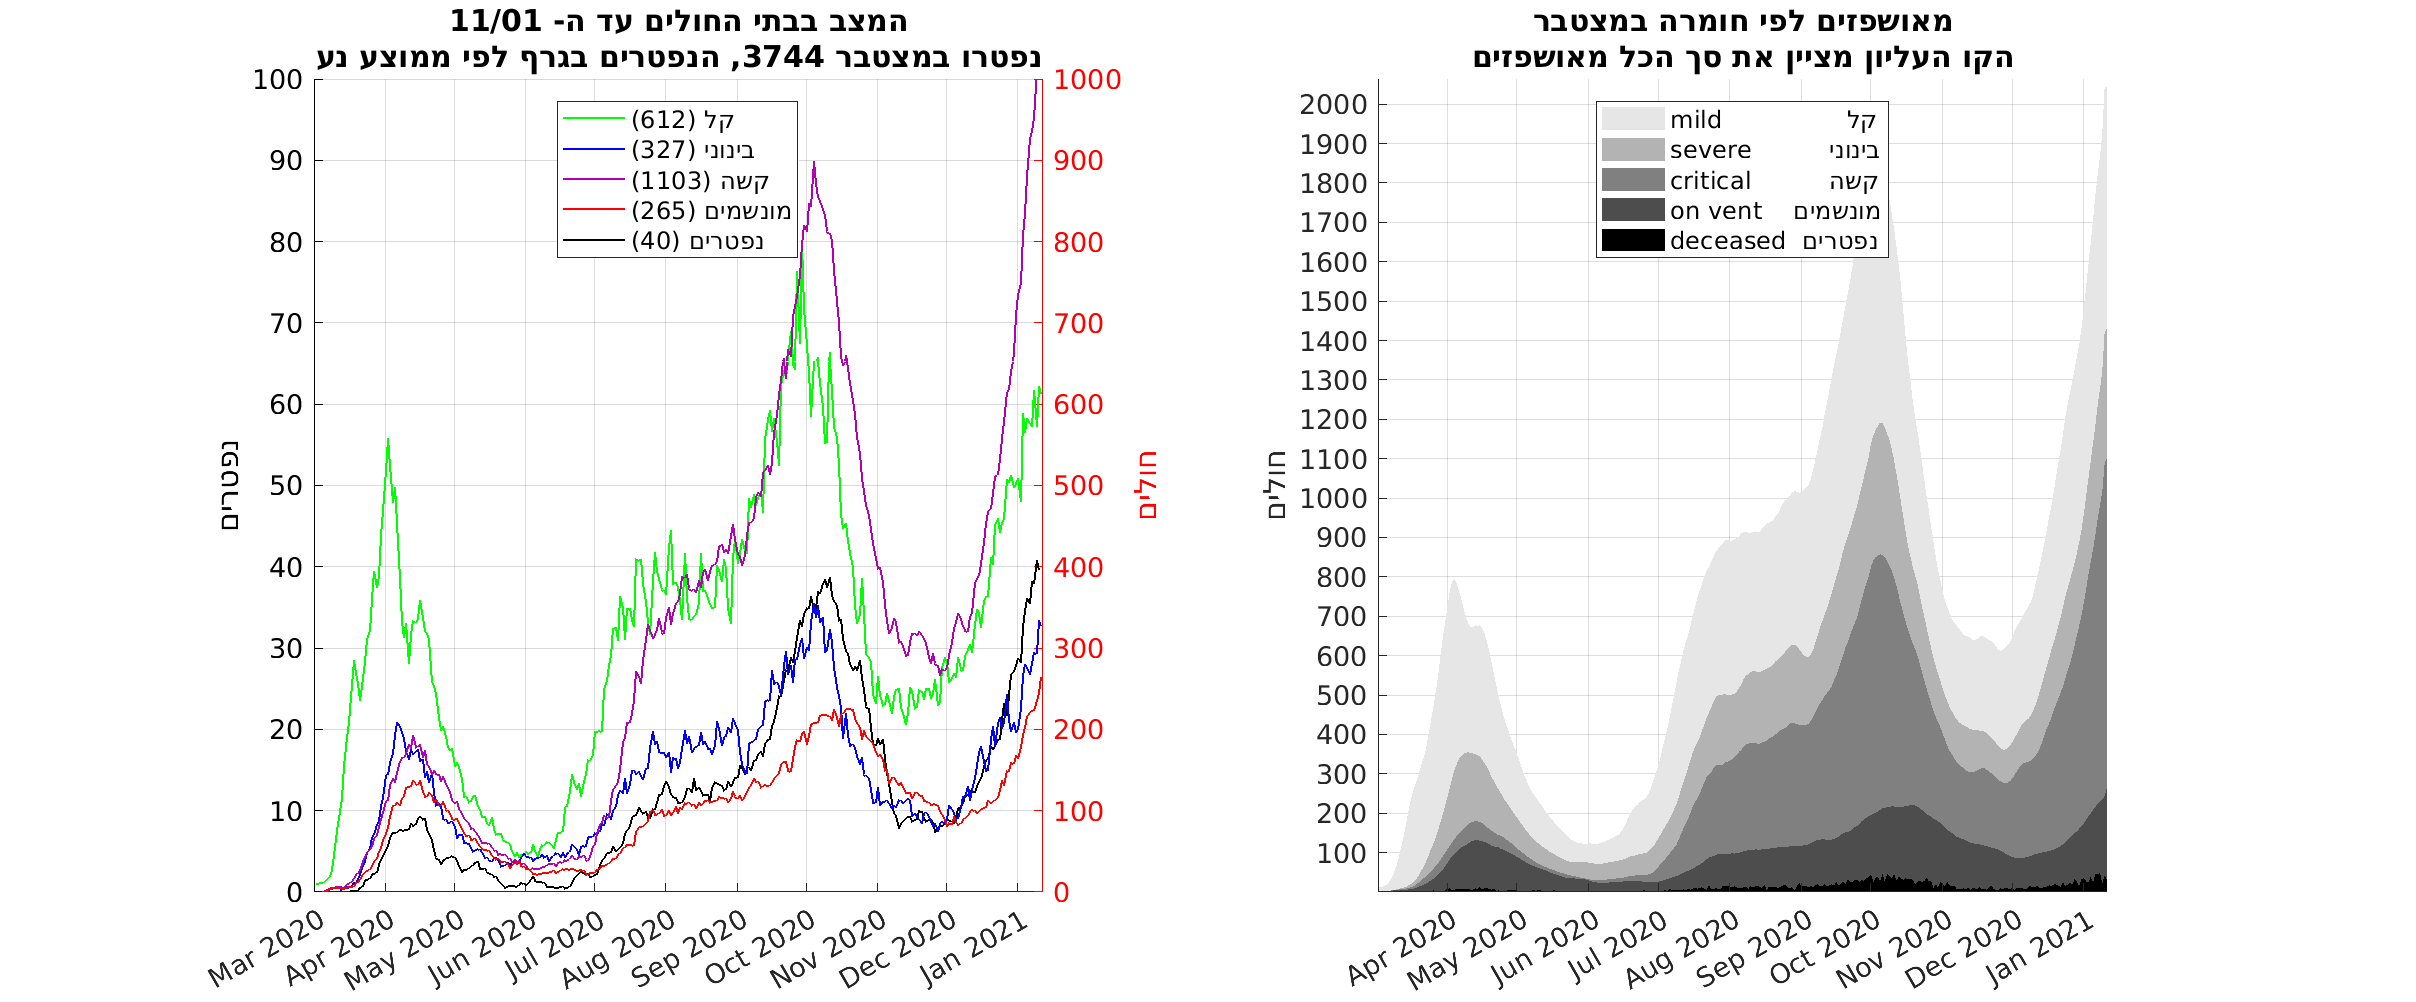 המצב בבתי החולים עד ה- 11/01
נפטרו במצטבר 3744, הנפטרים בגרף לפי ממוצע נע
100
90
80
70
60
50
40
30
20
10
0
נפטרים
קל (612)
בינוני (327)
קשה (1103)
מונשמים (265)
נפטרים (40)
1000
900
800
700
600
500
400
300
200
100
0
חולים
Mar 2020
Apr 2020
May 2020
Jun 2020
Jul 2020
Aug 2020
Sep 2020
Oct 2020
Nov 2020
Dec 2020
Jan 2021
מאושפזים לפי חומרה במצטבר
הקו העליון מציין את סך הכל מאושפזים
2000
1900
1800
1700
1600
1500
1400
1300
1200
1100
1000
900
800
700
600
500
400
300
200
100
חולים
mild קל
severe בינוני
critical קשה
on vent מונשמים
deceased נפטרים
Apr 2020
May 2020
Jun 2020
Jul 2020
Aug 2020
Sep 2020
Oct 2020
Nov 2020
Dec 2020
Jan 2021